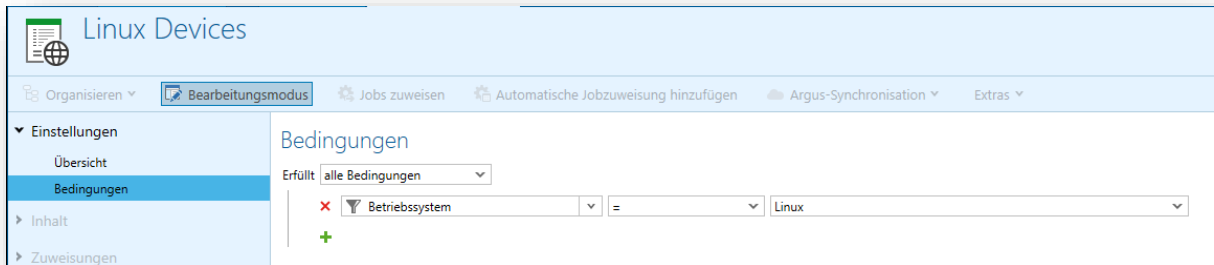 Linux Devices
Organisieren Bearbeitungsmodus Jobs zuweisen Automatische Jobzuweisung hinzufügen Argus-Synchronisation Extras
Einstellungen
Übersicht
Bedingungen
Inhalt
Zuweisungen
Bedingungen
Erfüllt alle Bedingungen
Betriebssystem = Linux